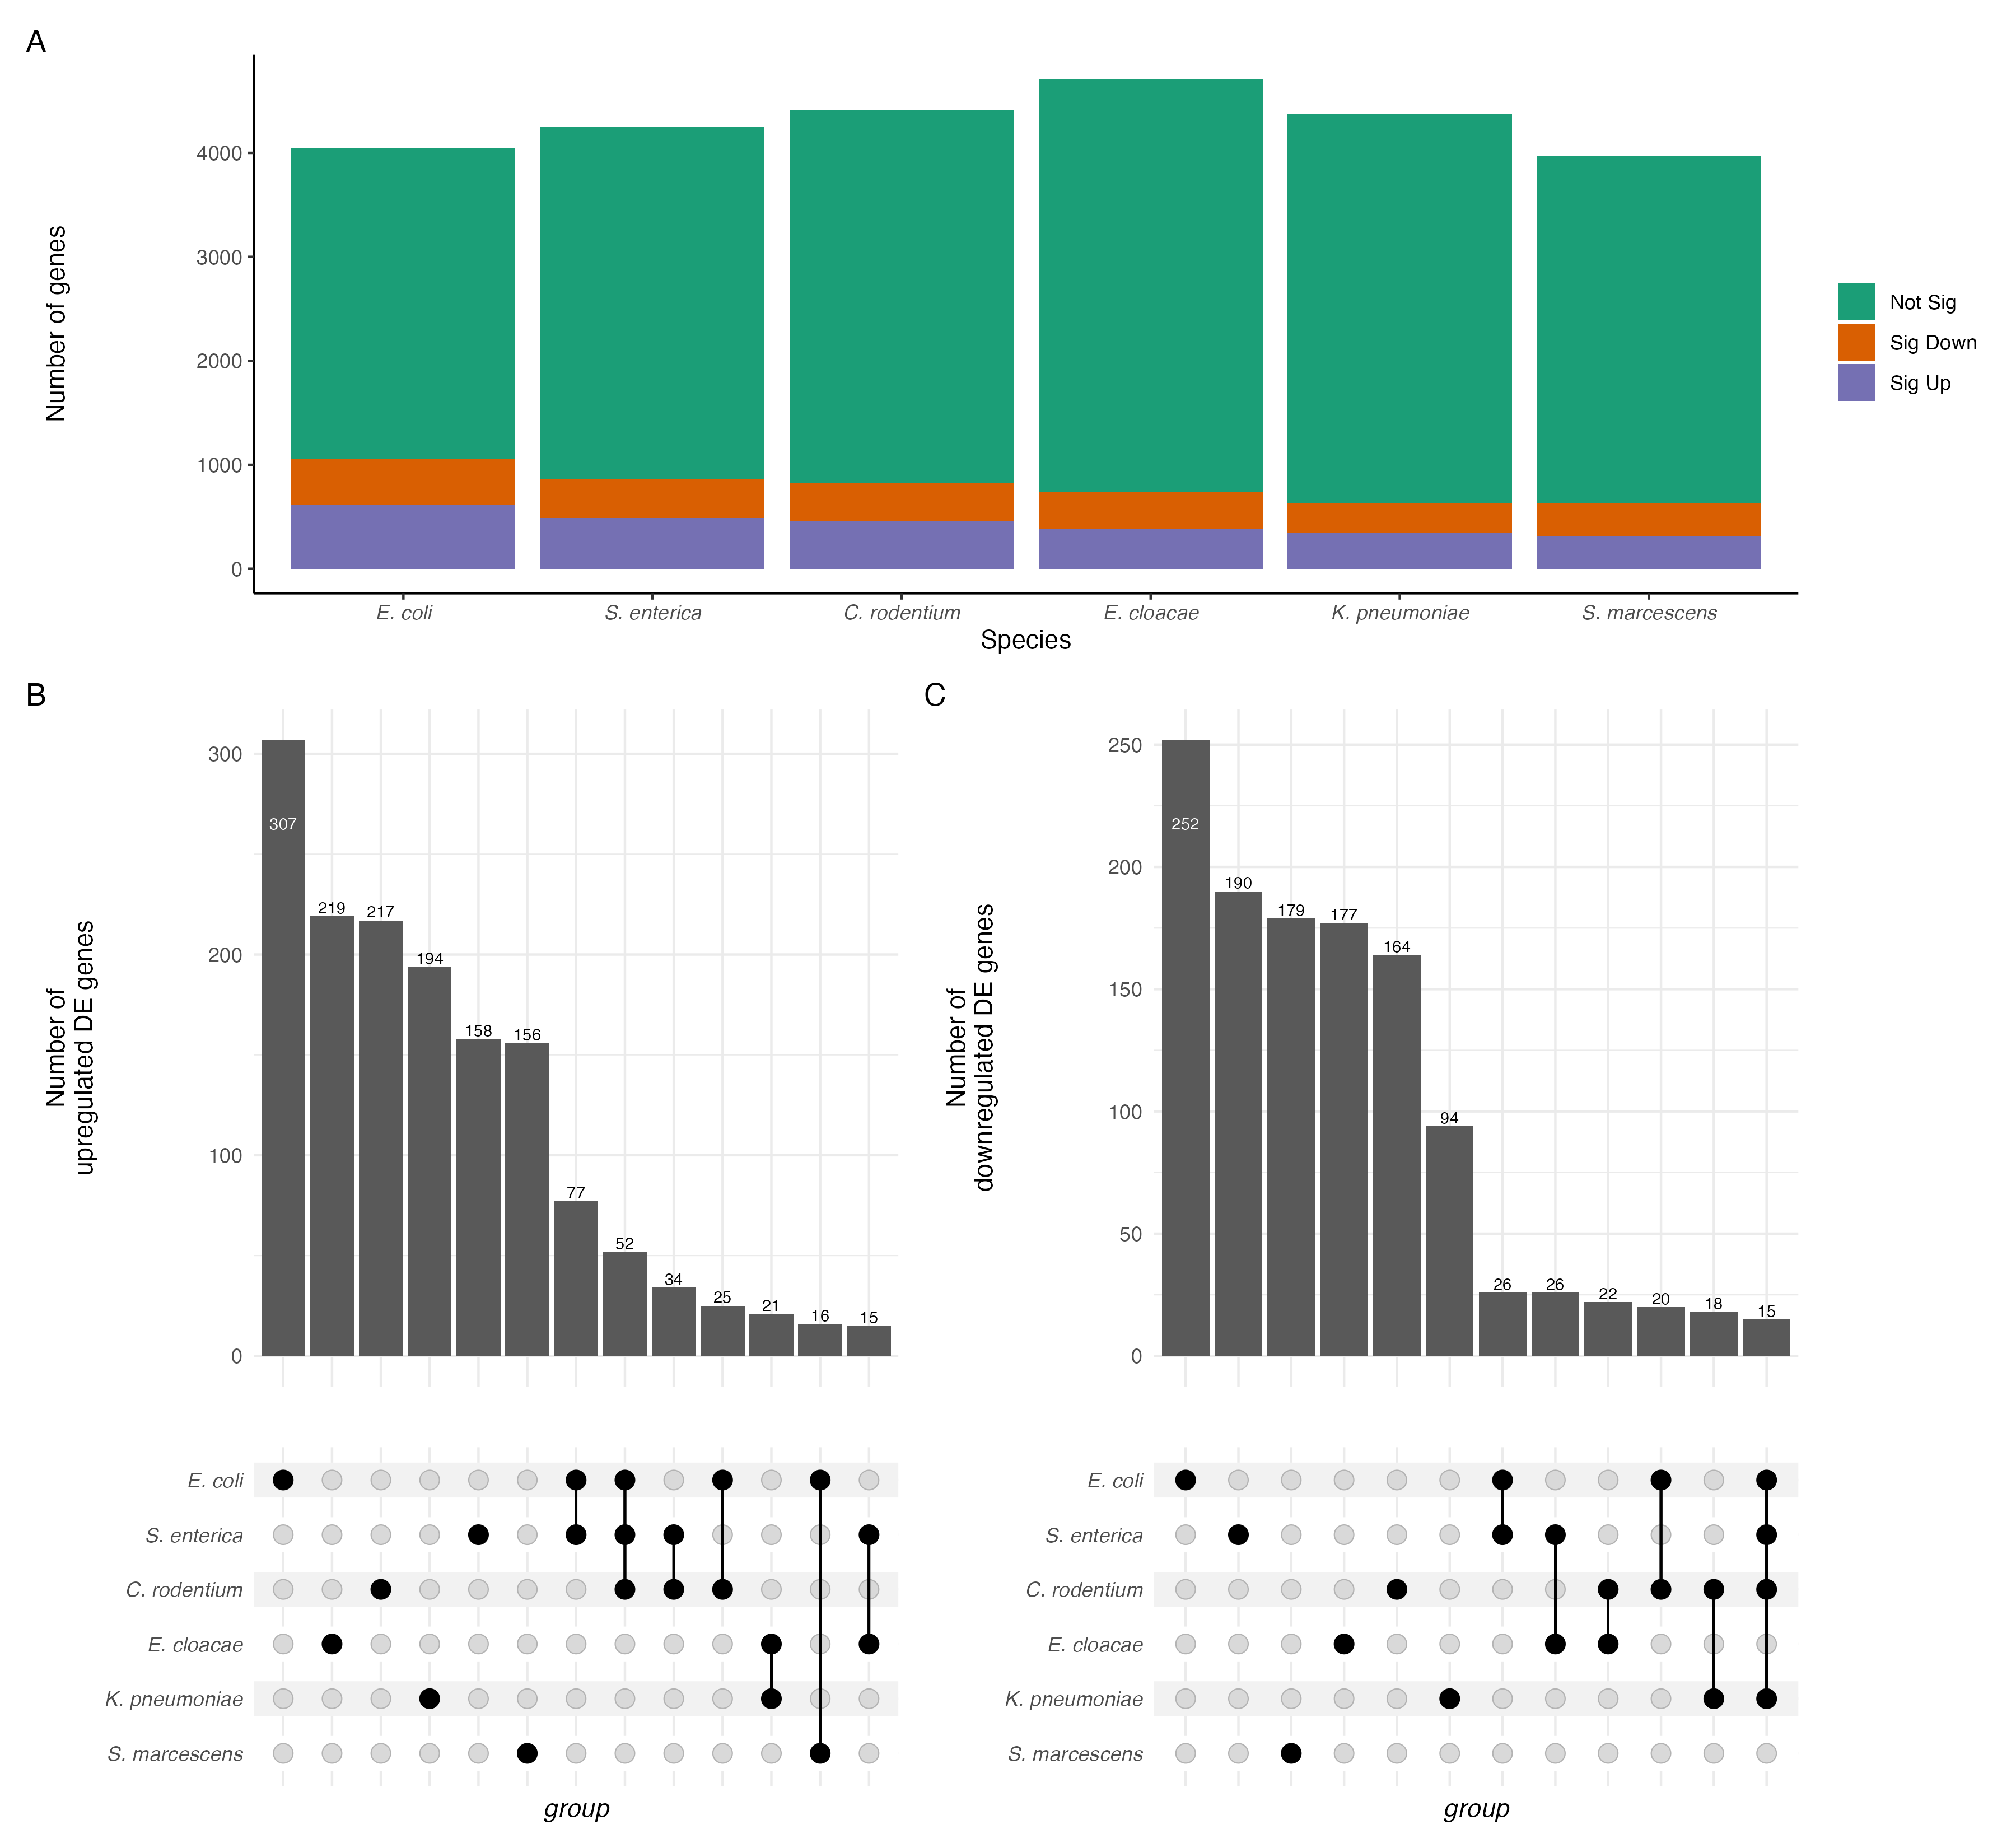 A
Number of genes
4000
3000
2000
1000
0
E. coli
S. enterica
C. rodentium
E. cloacae
K. pneumoniae
S. marcescens
Species
Not Sig
Sig Down
Sig Up
B
Number of
upregulated DE genes
300
200
100
0
307
219
217
194
158
156
77
52
34
25
21
16
15
E. coli
S. enterica
C. rodentium
E. cloacae
K. pneumoniae
S. marcescens
group
C
Number of
downregulated DE genes
250
200
150
100
50
0
252
190
179
177
164
94
26
26
22
20
18
15
E. coli
S. enterica
C. rodentium
E. cloacae
K. pneumoniae
S. marcescens
group